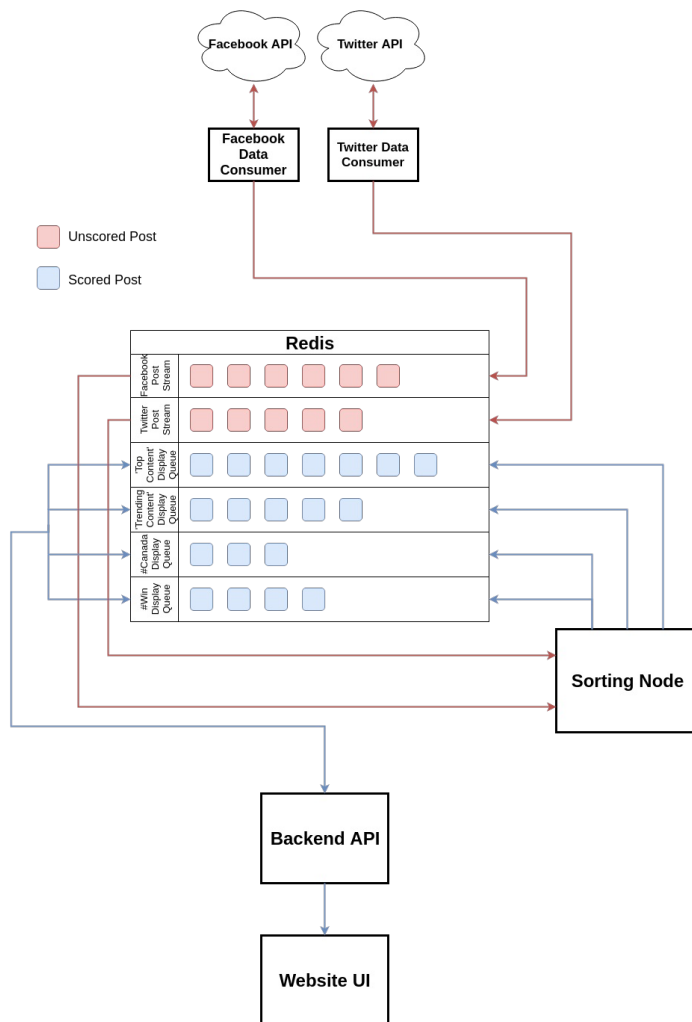 Facebook API
Twitter API
Facebook
Data
Consumer
Twitter Data
Consumer
Unscored Post
Scored Post
Redis
Facebook
Post
Stream
Twitter
Post
Stream
'Top
Content'
Display
Queue
'Trending
Content'
Display
Queue
#Canada
Display
Queue
#Win
Display
Queue
Sorting Node
Backend API
Website UI